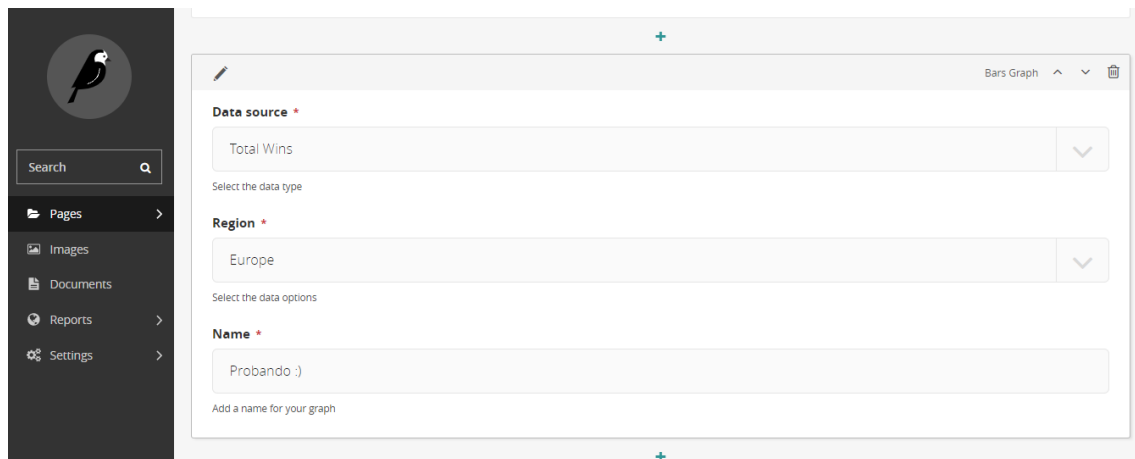 Search
Pages
Images
Documents
Reports
Settings
Bars Graph
Data source *
Total Wins
Select the data type
Region *
Europe
Select the data options
Name *
Probando :)
Add a name for your graph